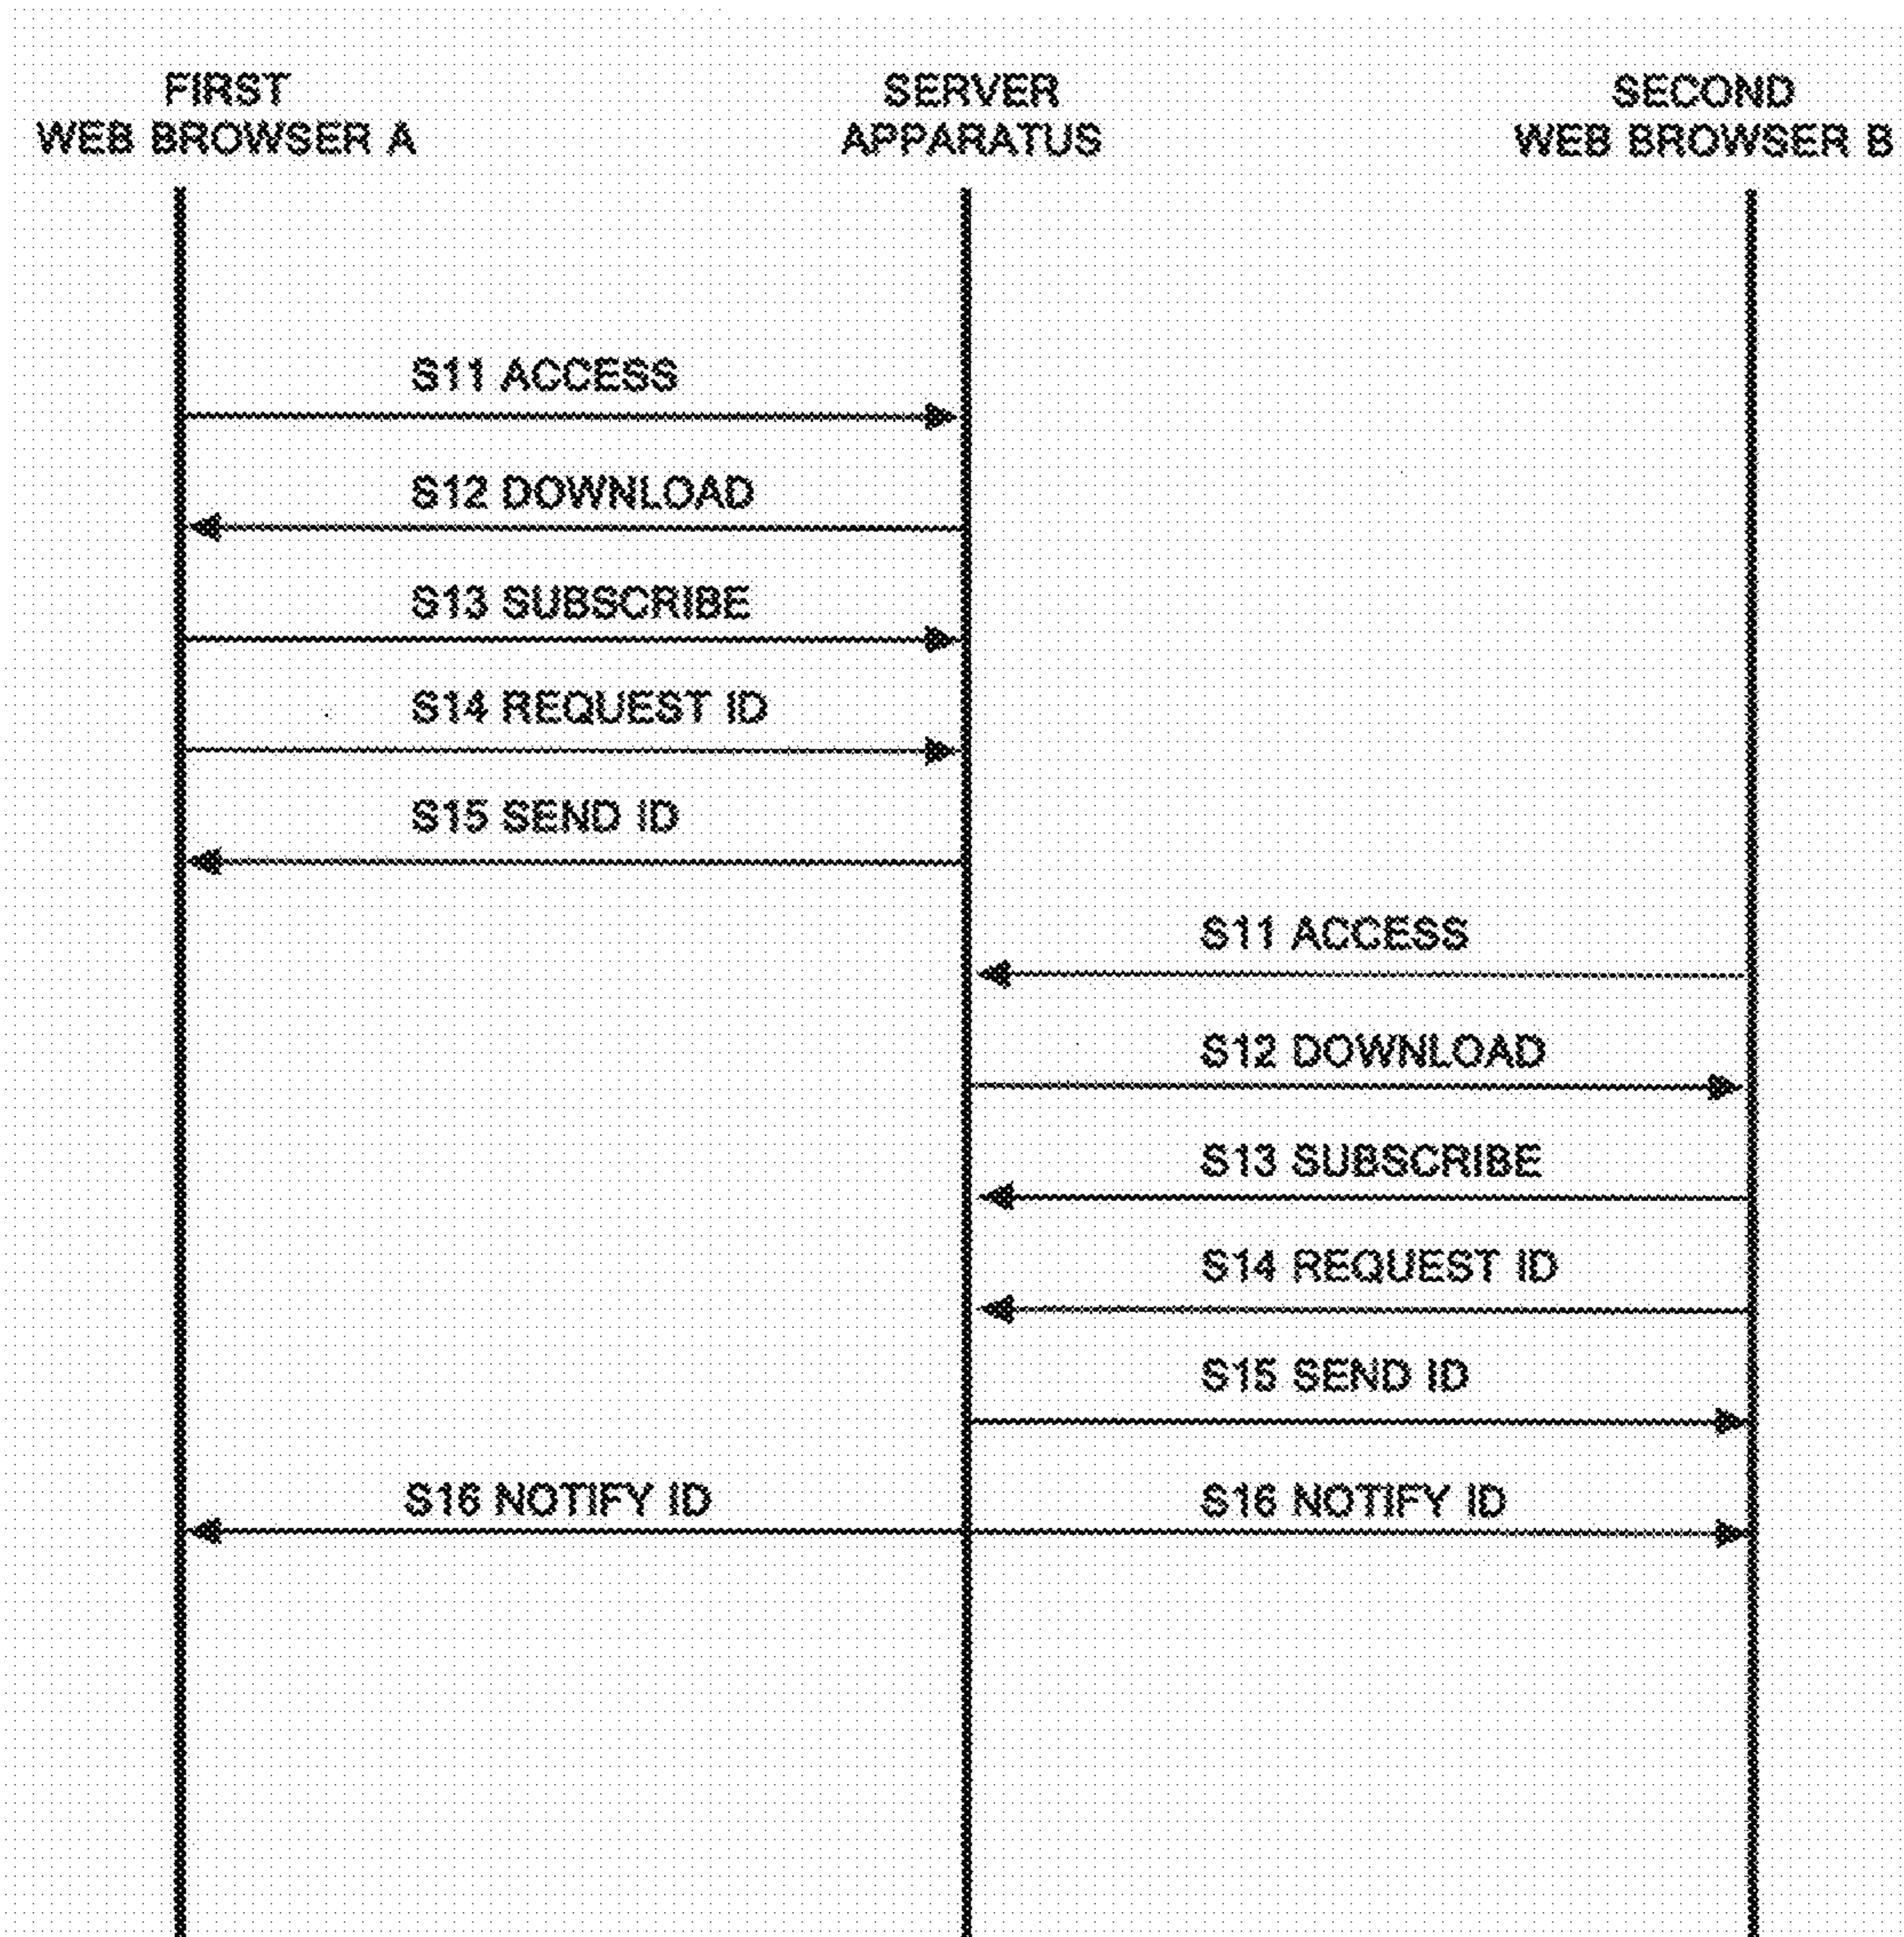 FIRST
WEB BROWSER A
SERVER
APPARATUS
SECOND
WEB BROWSER B
S11 ACCESS
S12 DOWNLOAD
S13 SUBSCRIBE
S14 REQUEST ID
S15 SEND ID
S11 ACCESS
S12 DOWNLOAD
S13 SUBSCRIBE
S14 REQUEST ID
S15 SEND ID
S16 NOTIFY ID
S16 NOTIFY ID